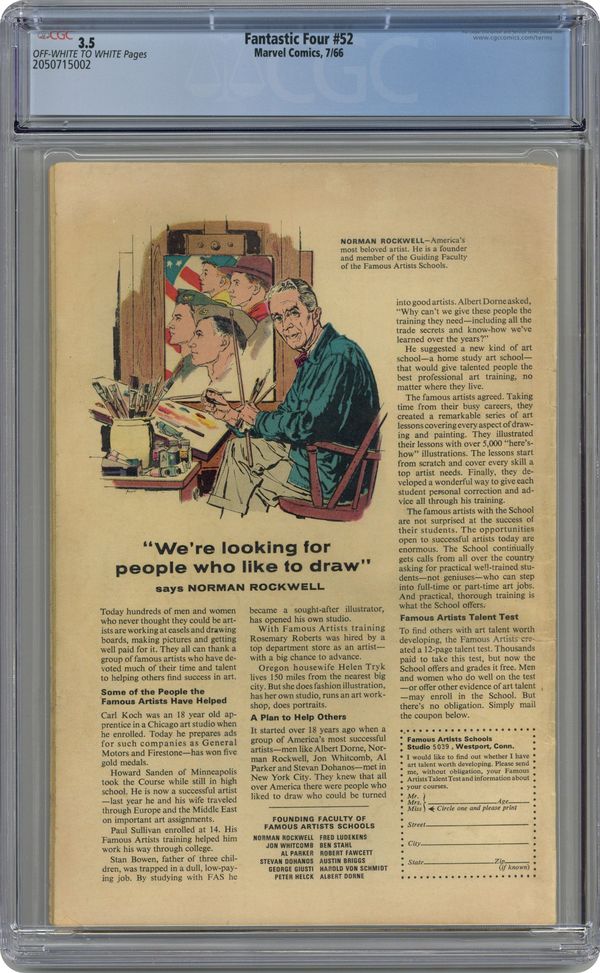 CGC 3.5
OFF-WHITE TO WHITE Pages
2050715002
Fantastic Four #52
Marvel Comics, 7/66
www.cgccomics.com/terms
CGC
NORMAN ROCKWELL—America's
most beloved artist. He is a founder
and member of the Guiding Faculty
of the Famous Artists Schools.
"We're looking for
people who like to draw"
says NORMAN ROCKWELL
Today hundreds of men and women
who never thought they could be art-
ists are working at easels and drawing
boards, making pictures and getting
well paid for it. They all can thank a
group of famous artists who have de-
voted much of their time and talent
to helping others find success in art.
Some of the People the
Famous Artists Have Helped
Carl Koch was an 18 year old ap-
prentice in a Chicago art studio when
he enrolled. Today he prepares ads
for such companies as General
Motors and Firestone—has won five
gold medals.
Howard Sanden of Minneapolis
took the Course while still in high
school. He is now a successful artist
—last year he and his wife traveled
through Europe and the Middle East
on important art assignments.
Paul Sullivan enrolled at 14. His
Famous Artists training helped him
work his way through college.
Stan Bowen, father of three chil-
dren, was trapped in a dull, low-pay-
ing job. By studying with FAS he
became a sought-after illustrator,
has opened his own studio.
With Famous Artists training
Rosemary Roberts was hired by a
top department store as an artist—
with a big chance to advance.
Oregon housewife Helen Tryk
lives 150 miles from the nearest big
city. But she does fashion illustration,
has her own studio, runs an art work-
shop, does portraits.
A Plan to Help Others
It started over 18 years ago when a
group of America's most successful
artists—men like Albert Dorne, Nor-
man Rockwell, Jon Whitcomb, Al
Parker and Stevan Dohanos—met in
New York City. They knew that all
over America there were people who
liked to draw who could be turned
FOUNDING FACULTY OF
FAMOUS ARTISTS SCHOOLS
NORMAN ROCKWELL FRED LUDEKENS
JON WHITCOMB BEN STAHL
AL PARKER ROBERT FAWCETT
STEVAN DOHANOS AUSTIN BRIGGS
GEORGE GIUSTI HAROLD VON SCHMIDT
PETER HELCK ALBERT DORNE
into good artists. Albert Dorne asked,
"Why can't we give these people the
training they need—including all the
trade secrets and know-how we've
learned over the years?"
He suggested a new kind of art
school—a home study art school—
that would give talented people the
best professional art training, no
matter where they live.
The famous artists agreed. Taking
time from their busy careers, they
created a remarkable series of art
lessons covering every aspect of draw-
ing and painting. They illustrated
their lessons with over 5,000 "here's-
how" illustrations. The lessons start
from scratch and cover every skill a
top artist needs. Finally, they de-
veloped a wonderful way to give each
student personal correction and ad-
vice all through his training.
The famous artists with the School
are not surprised at the success of
their students. The opportunities
open to successful artists today are
enormous. The School continually
gets calls from all over the country
asking for practical well-trained stu-
dents—not geniuses—who can step
into full-time or part-time art jobs.
And practical, thorough training is
what the School offers.
Famous Artists Talent Test
To find others with art talent worth
developing, the Famous Artists cre-
ated a 12-page talent test. Thousands
paid to take this test, but now the
School offers and grades it free. Men
and women who do well on the test
—or offer other evidence of art talent
—may enroll in the School. But
there's no obligation. Simply mail
the coupon below.
Famous Artists Schools
Studio 5039, Westport, Conn.
I would like to find out whether I have
art talent worth developing. Please send
me, without obligation, your Famous
Artists Talent Test and information about
your courses.
Mr.
Mrs. Age
Miss Circle one and please print
Street
City
State Zip
(if known)